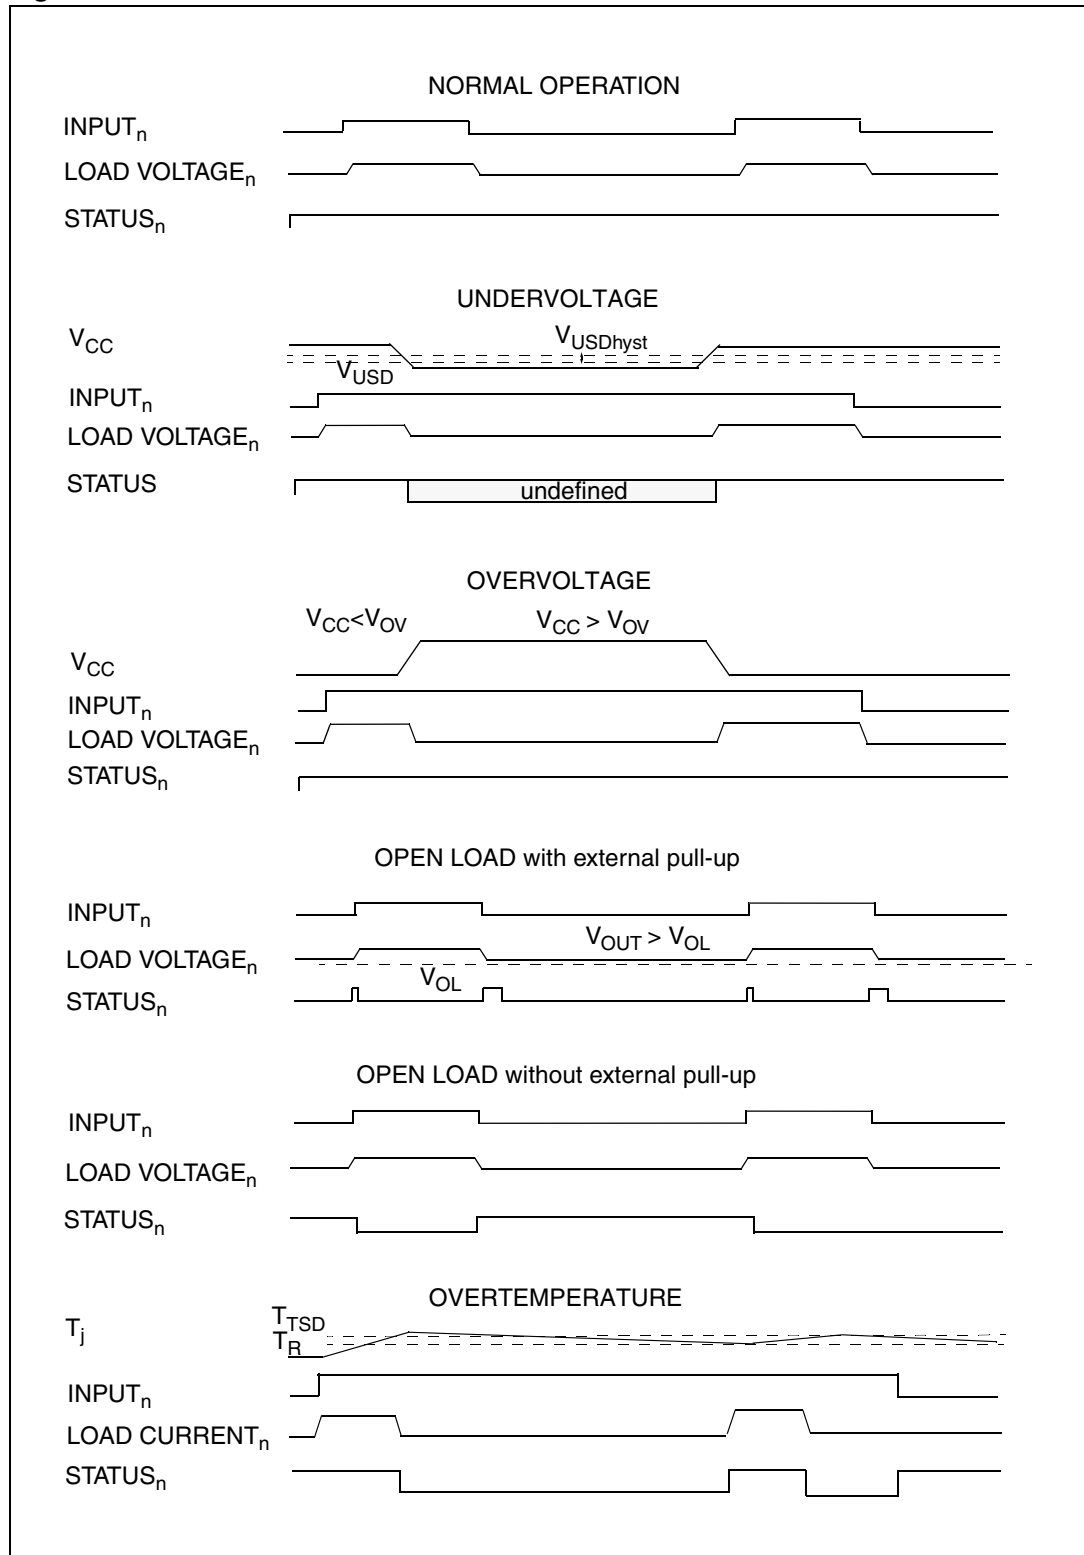 NORMAL OPERATION
INPUTn
LOAD VOLTAGEn
STATUSn
UNDERVOLTAGE
VCC
VUSDhyst
VUSD
INPUTn
LOAD VOLTAGEn
STATUS
undefined
OVERVOLTAGE
VCC<VOV
VCC > VOV
VCC
INPUTn
LOAD VOLTAGEn
STATUSn
OPEN LOAD with external pull-up
INPUTn
VOUT > VOL
LOAD VOLTAGEn
VOL
STATUSn
OPEN LOAD without external pull-up
INPUTn
LOAD VOLTAGEn
STATUSn
OVERTEMPERATURE
Tj
TTSD
TR
INPUTn
LOAD CURRENTn
STATUSn